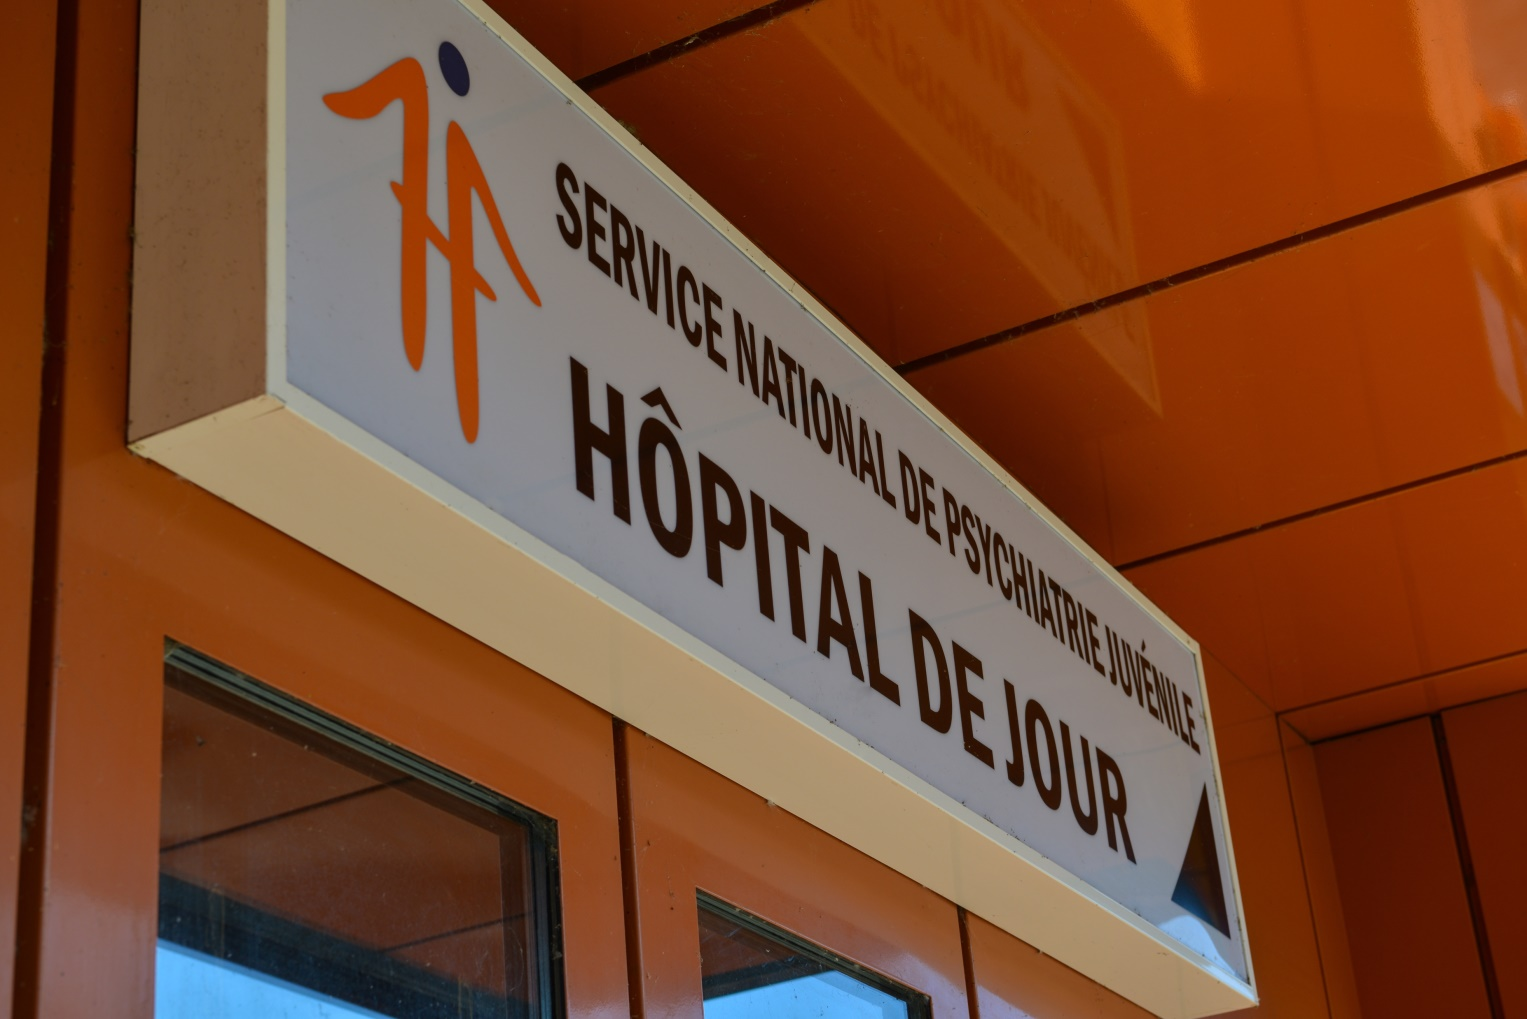 SERVICE NATIONAL DE PSYCHIATRIE JUVÉNILE
HÔPITAL DE JOUR